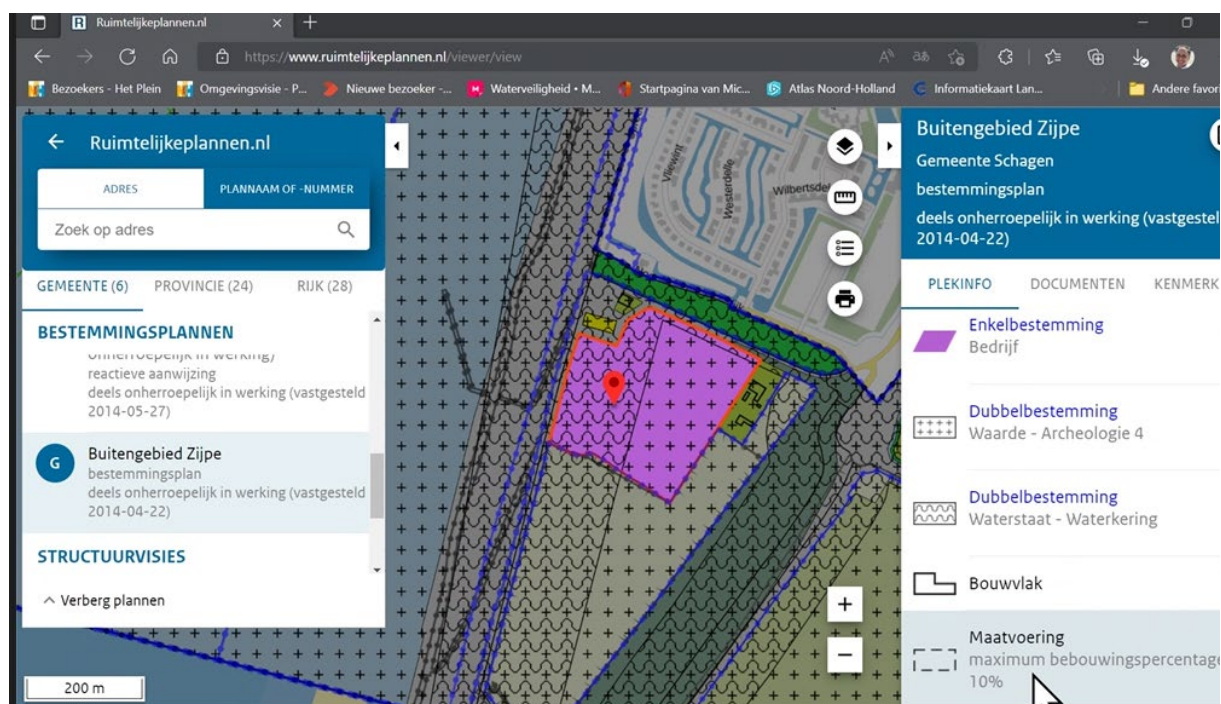 Ruimtelijkeplannen.nl
https://www.ruimtelijkeplannen.nl/viewer/view
Bezoekers - Het Plein
Omgevingsvisie - P...
Nieuwe bezoeker -...
Waterveiligheid • M...
Startpagina van Mic...
Atlas Noord-Holland
Informatiekaart Lan...
Andere favori
Ruimtelijkeplannen.nl
ADRES
PLANNAAM OF -NUMMER
Zoek op adres
GEMEENTE (6)
PROVINCIE (24)
RIJK (28)
BESTEMMINGSPLANNEN
onherroepelijk in werking)
reactieve aanwijzing
deels onherroepelijk in werking (vastgesteld
2014-05-27)
G
Buitengebied Zijpe
bestemmingsplan
deels onherroepelijk in werking (vastgesteld
2014-04-22)
STRUCTUURVISIES
Verberg plannen
200 m
Vliewint
Westerdelle
Wilbertsde
+
−
Buitengebied Zijpe
Gemeente Schagen
bestemmingsplan
deels onherroepelijk in werking (vastgestel
2014-04-22)
PLEKINFO
DOCUMENTEN
KENMERK
Enkelbestemming
Bedrijf
Dubbelbestemming
Waarde - Archeologie 4
Dubbelbestemming
Waterstaat - Waterkering
Bouwvlak
Maatvoering
maximum bebouwingspercentage
10%